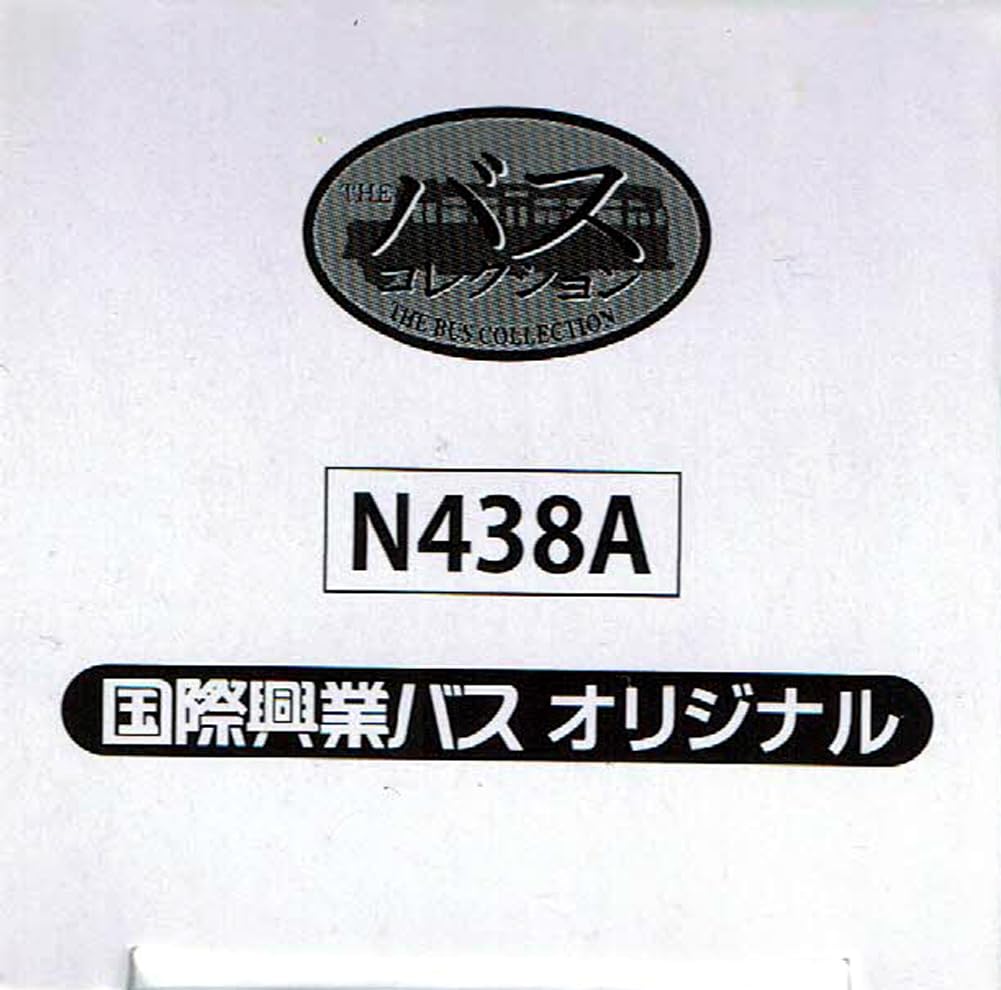 THE
バス
コレクション
THE BUS COLLECTION
N438A
国際興業バス オリジナル